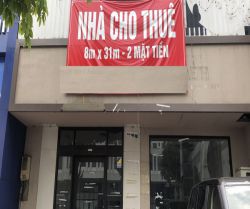 NHÀ CHO THUÊ
8m x 31m - 2 MẶT TIỀN